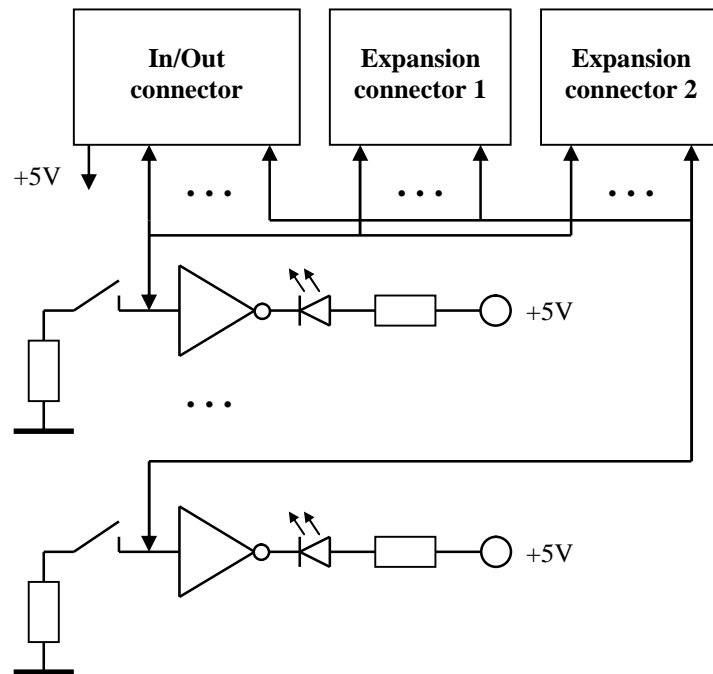 In/Out
connector
Expansion
connector 1
Expansion
connector 2
+5V
. . .
. . .
. . .
+5V
. . .
+5V